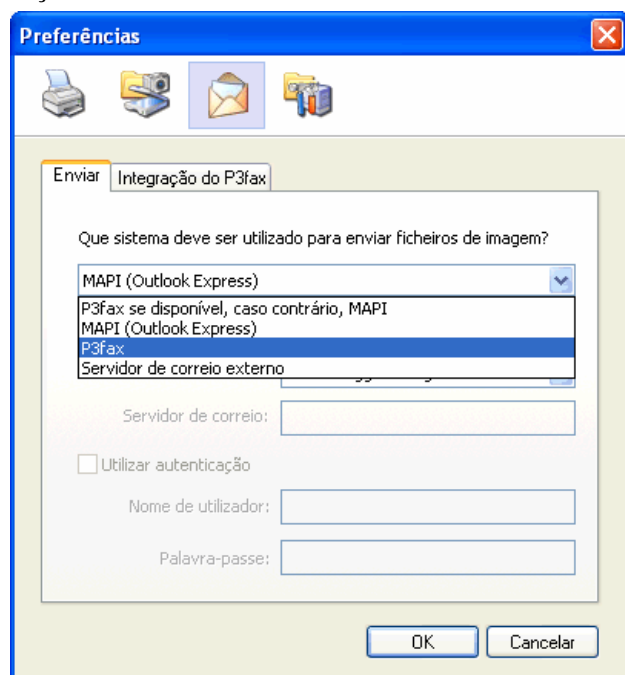 Preferências
Enviar Integração do P3fax
Que sistema deve ser utilizado para enviar ficheiros de imagem?
MAPI (Outlook Express)
P3fax se disponível, caso contrário, MAPI
MAPI (Outlook Express)
P3fax
Servidor de correio externo
Servidor de correio:
Utilizar autenticação
Nome de utilizador:
Palavra-passe:
OK Cancelar